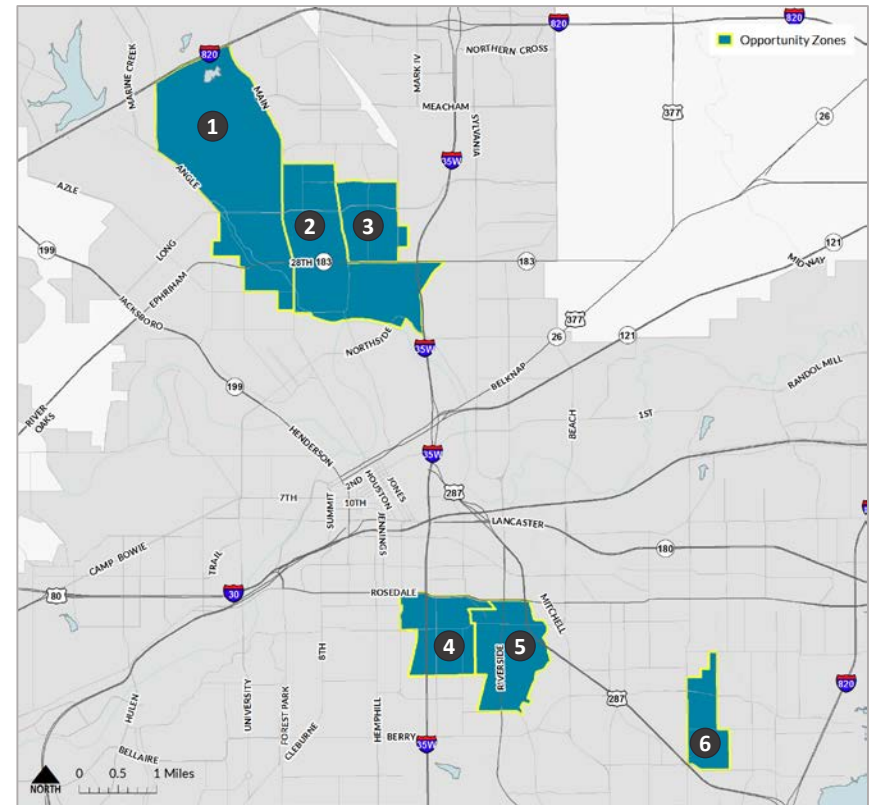 820
820
820
Opportunity Zones
NORTHERN CROSS
MARINE CREEK
MARK IV
MAIN
MEACHAM
SYLVANIA
377
26
1
35W
ANGLE
AZLE
2
3
LONG
121
199
28TH
183
183
MIDWAY
EPHRIHAM
JACKSBORO
377
NORTHSYDE
26
121
35W
BELKNAP
RANDOL MILL
199
RIVER
OAKS
BEACH
1ST
HENDERSON
35W
2ND
HOUSTON
JONES
287
7TH
SUMMIT
10TH
JENNINGS
LANCASTER
180
CAMP BOWIE
TRAIL
80
30
ROSEDALE
MITCHELL
8TH
4
RIVERSIDE
5
820
HULEN
UNIVERSITY
FOREST PARK
CLEBURNE
HEMPHILL
287
BERRY
35W
6
BELLAIRE
NORTH
0 0.5 1 Miles